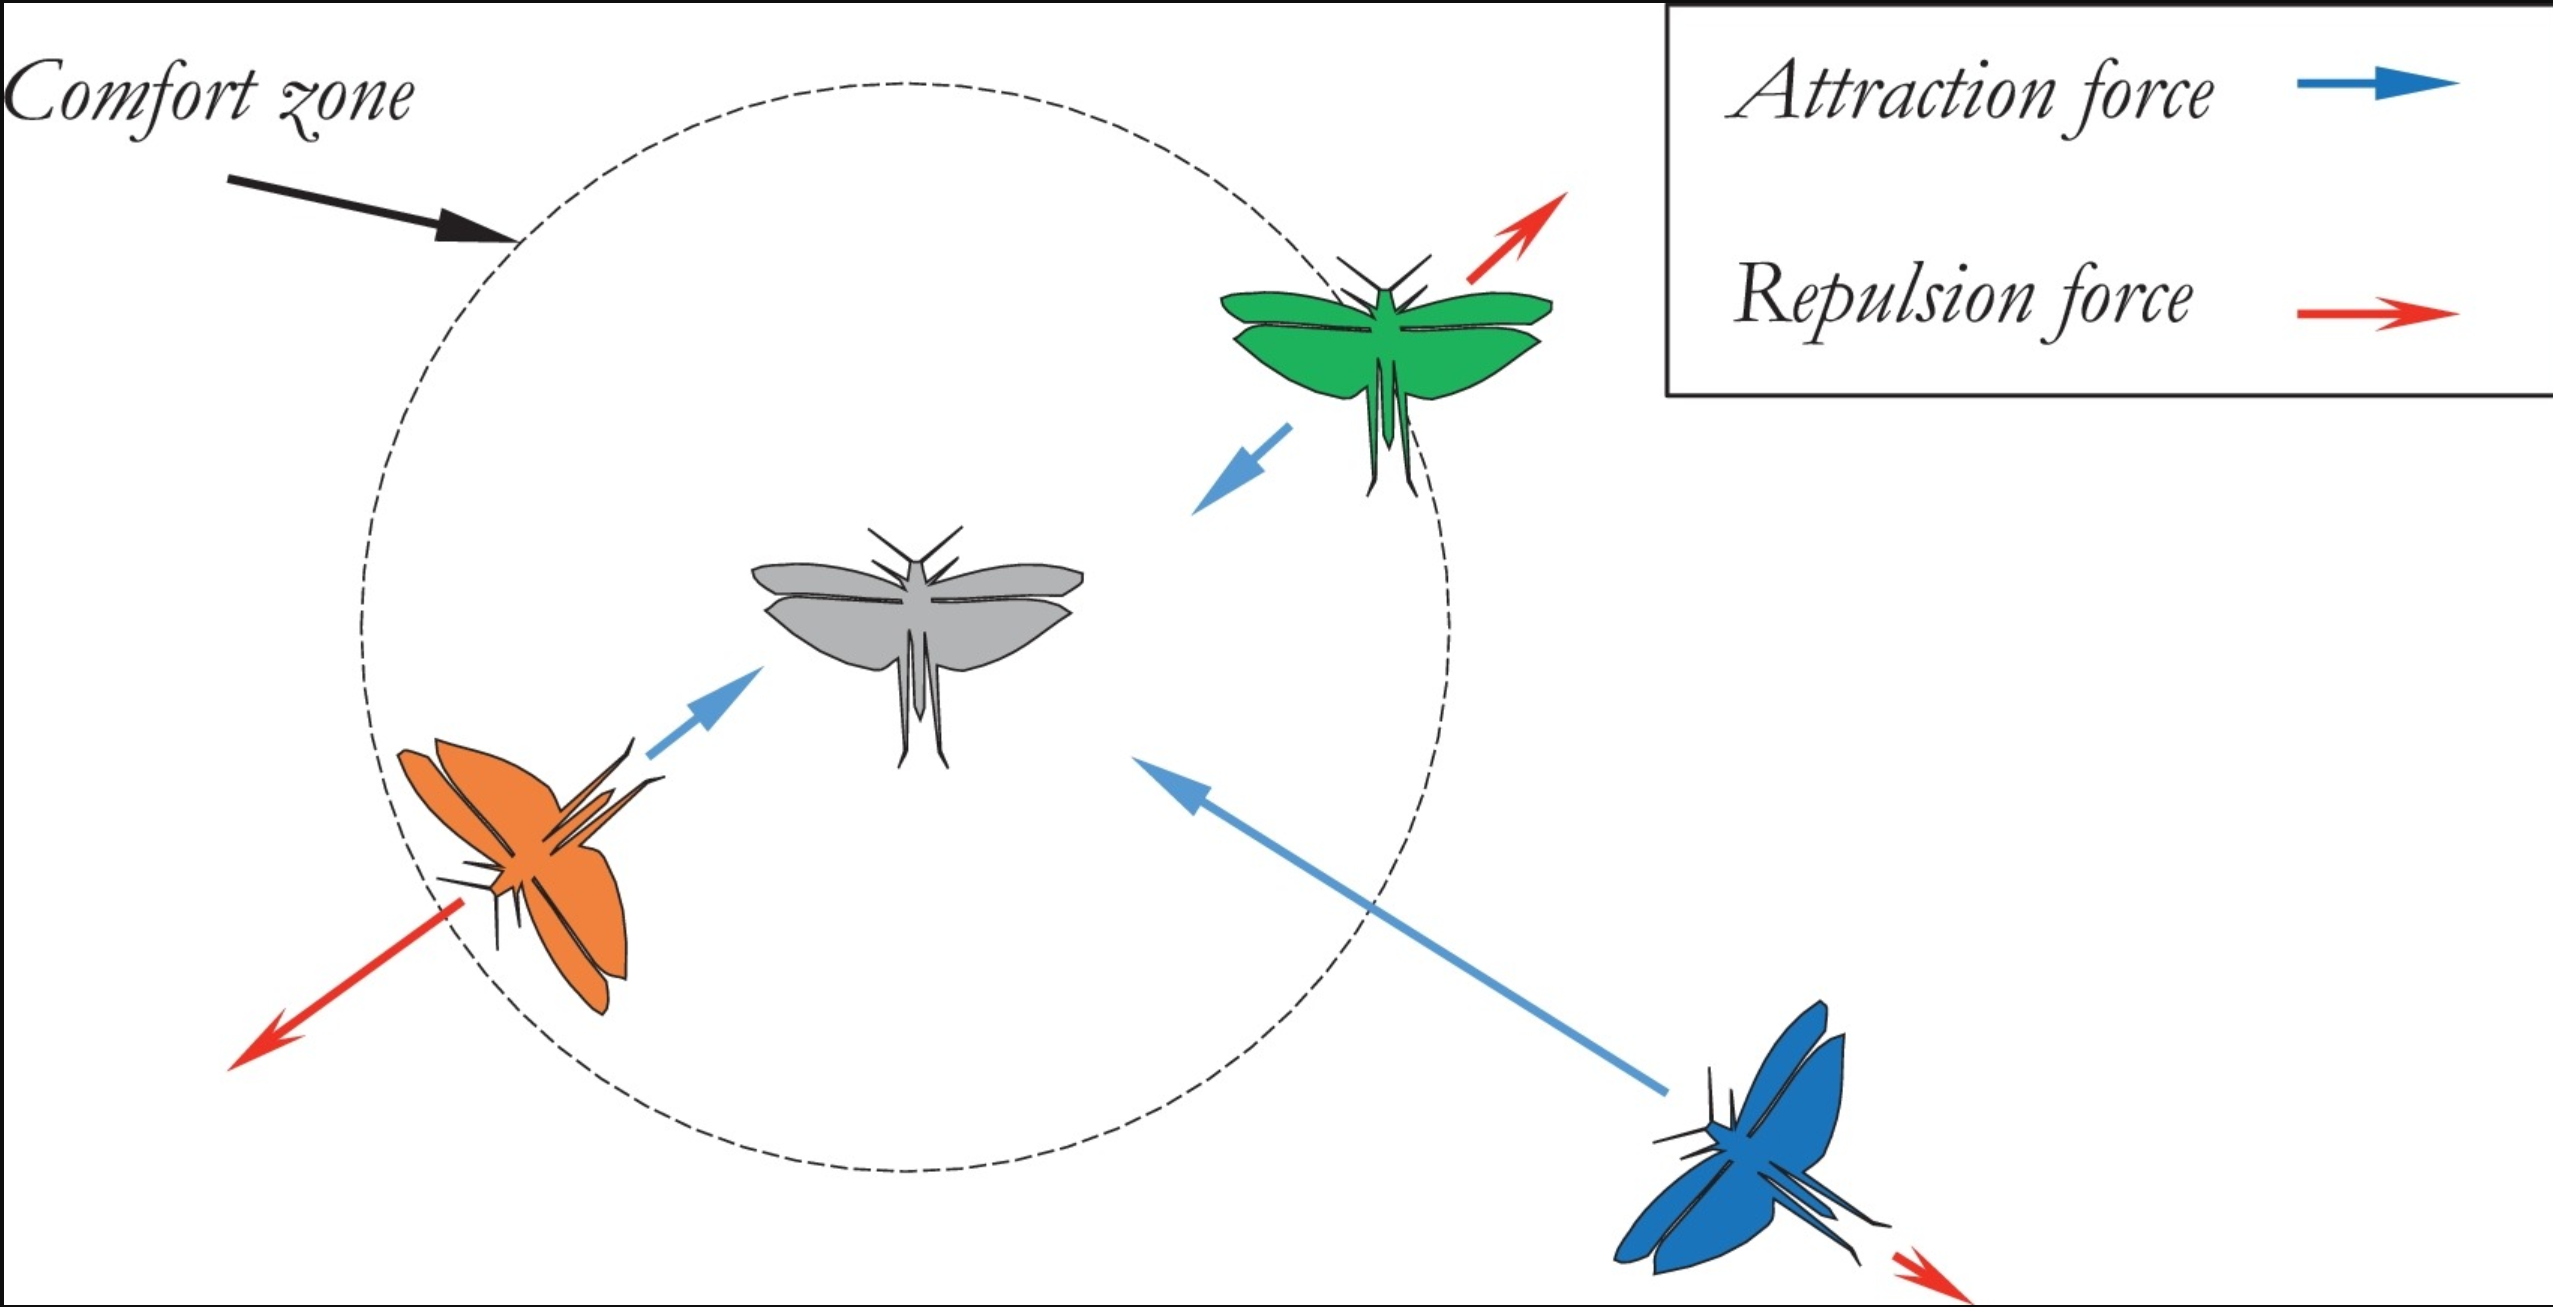 Comfort zone
Attraction force
Repulsion force